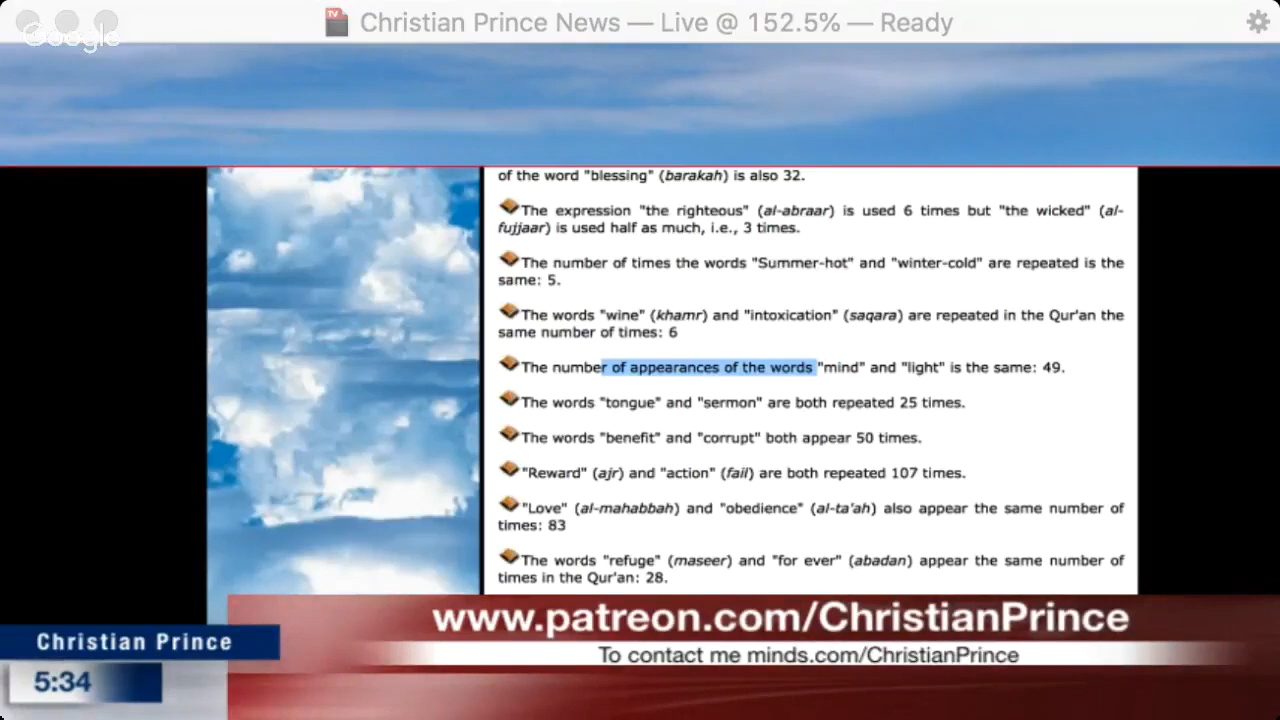 Christian Prince News — Live @ 152.5% — Ready
Google
TV
of the word "blessing" (barakah) is also 32.
The expression "the righteous" (al-abraar) is used 6 times but "the wicked" (al-
fujjaar) is used half as much, i.e., 3 times.
The number of times the words "Summer-hot" and "winter-cold" are repeated is the
same: 5.
The words "wine" (khamr) and "intoxication" (saqara) are repeated in the Qur'an the
same number of times: 6
The number of appearances of the words "mind" and "light" is the same: 49.
The words "tongue" and "sermon" are both repeated 25 times.
The words "benefit" and "corrupt" both appear 50 times.
"Reward" (ajr) and "action" (fail) are both repeated 107 times.
"Love" (al-mahabbah) and "obedience" (al-ta'ah) also appear the same number of
times: 83
The words "refuge" (maseer) and "for ever" (abadan) appear the same number of
times in the Qur'an: 28.
www.patreon.com/ChristianPrince
Christian Prince
To contact me minds.com/ChristianPrince
5:34